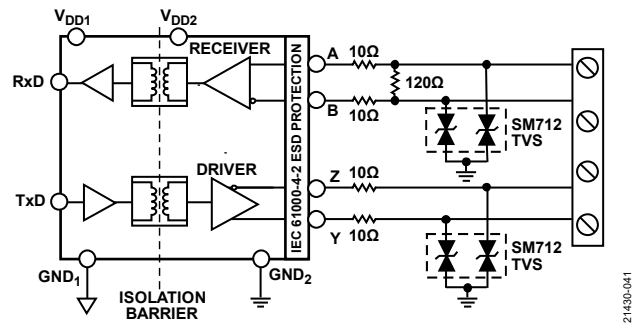 VDD1
VDD2
RECEIVER
RxD
A
10Ω
120Ω
B
10Ω
SM712
TVS
IEC 61000-4-2 ESD PROTECTION
DRIVER
TxD
Z
10Ω
Y
10Ω
SM712
TVS
GND1
GND2
ISOLATION
BARRIER
21430-041